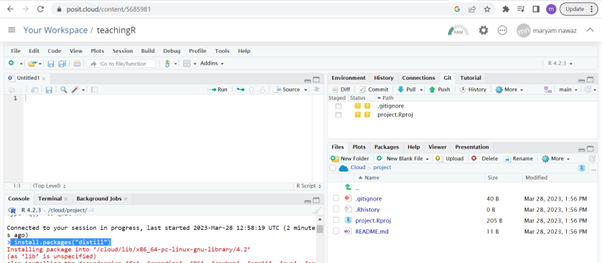 posit.cloud/content/5685981
Update
Your Workspace / teachingR
RAM
MN
maryam nawaz
File Edit Code View Plots Session Build Debug Profile Tools Help
Go to file/function
Addins
R 4.2.3
Untitled1
Run
Source
1
1:1
(Top Level)
R Script
Console Terminal Background Jobs
R 4.2.3 · /cloud/project/
Connected to your session in progress, last started 2023-Mar-28 12:58:19 UTC (2 minute
s ago)
> install.packages("distill")
Installing package into ‘/cloud/lib/x86_64-pc-linux-gnu-library/4.2’
(as ‘lib’ is unspecified)
Environment History Connections Git Tutorial
Diff Commit Pull Push History More
main
Staged Status Path
.gitignore
project.Rproj
Files Plots Packages Help Viewer Presentation
New Folder New Blank File Upload Delete Rename More
Cloud project
Name Size Modified
..
.gitignore 40 B Mar 28, 2023, 1:56 PM
.Rhistory 0 B Mar 28, 2023, 1:56 PM
project.Rproj 205 B Mar 28, 2023, 1:56 PM
README.md 11 B Mar 28, 2023, 1:56 PM